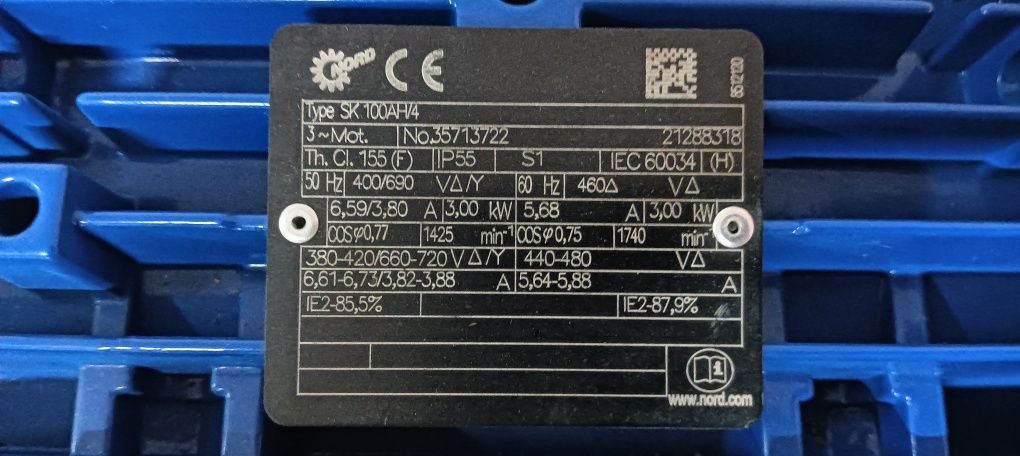 NORD CE
6512120
Type SK 100AH/4
3~Mot. No.35713722 21288318
Th. Cl. 155 (F) IP55 S1 IEC 60034 (H)
50 Hz 400/690 VΔ/Y 60 Hz 460Δ VΔ
6,59/3,80 A 3,00 kW 5,68 A 3,00 kW
COSφ0,77 1425 min⁻¹ COSφ0,75 1740 min⁻¹
380-420/660-720 VΔ/Y 440-480 VΔ
6,61-6,73/3,82-3,88 A 5,64-5,88 A
IE2-85,5% IE2-87,9%
www.nord.com